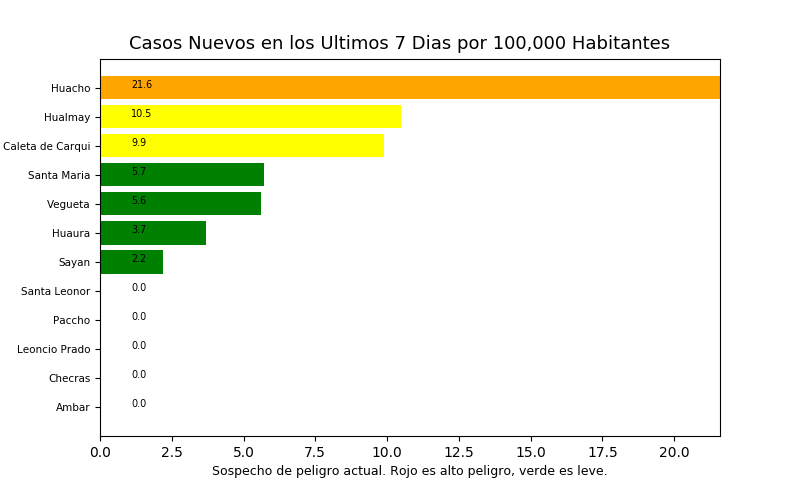 Casos Nuevos en los Ultimos 7 Dias por 100,000 Habitantes
Huacho 21.6
Hualmay 10.5
Caleta de Carqui 9.9
Santa Maria 5.7
Vegueta 5.6
Huaura 3.7
Sayan 2.2
Santa Leonor 0.0
Paccho 0.0
Leoncio Prado 0.0
Checras 0.0
Ambar 0.0
0.0 2.5 5.0 7.5 10.0 12.5 15.0 17.5 20.0
Sospecho de peligro actual. Rojo es alto peligro, verde es leve.